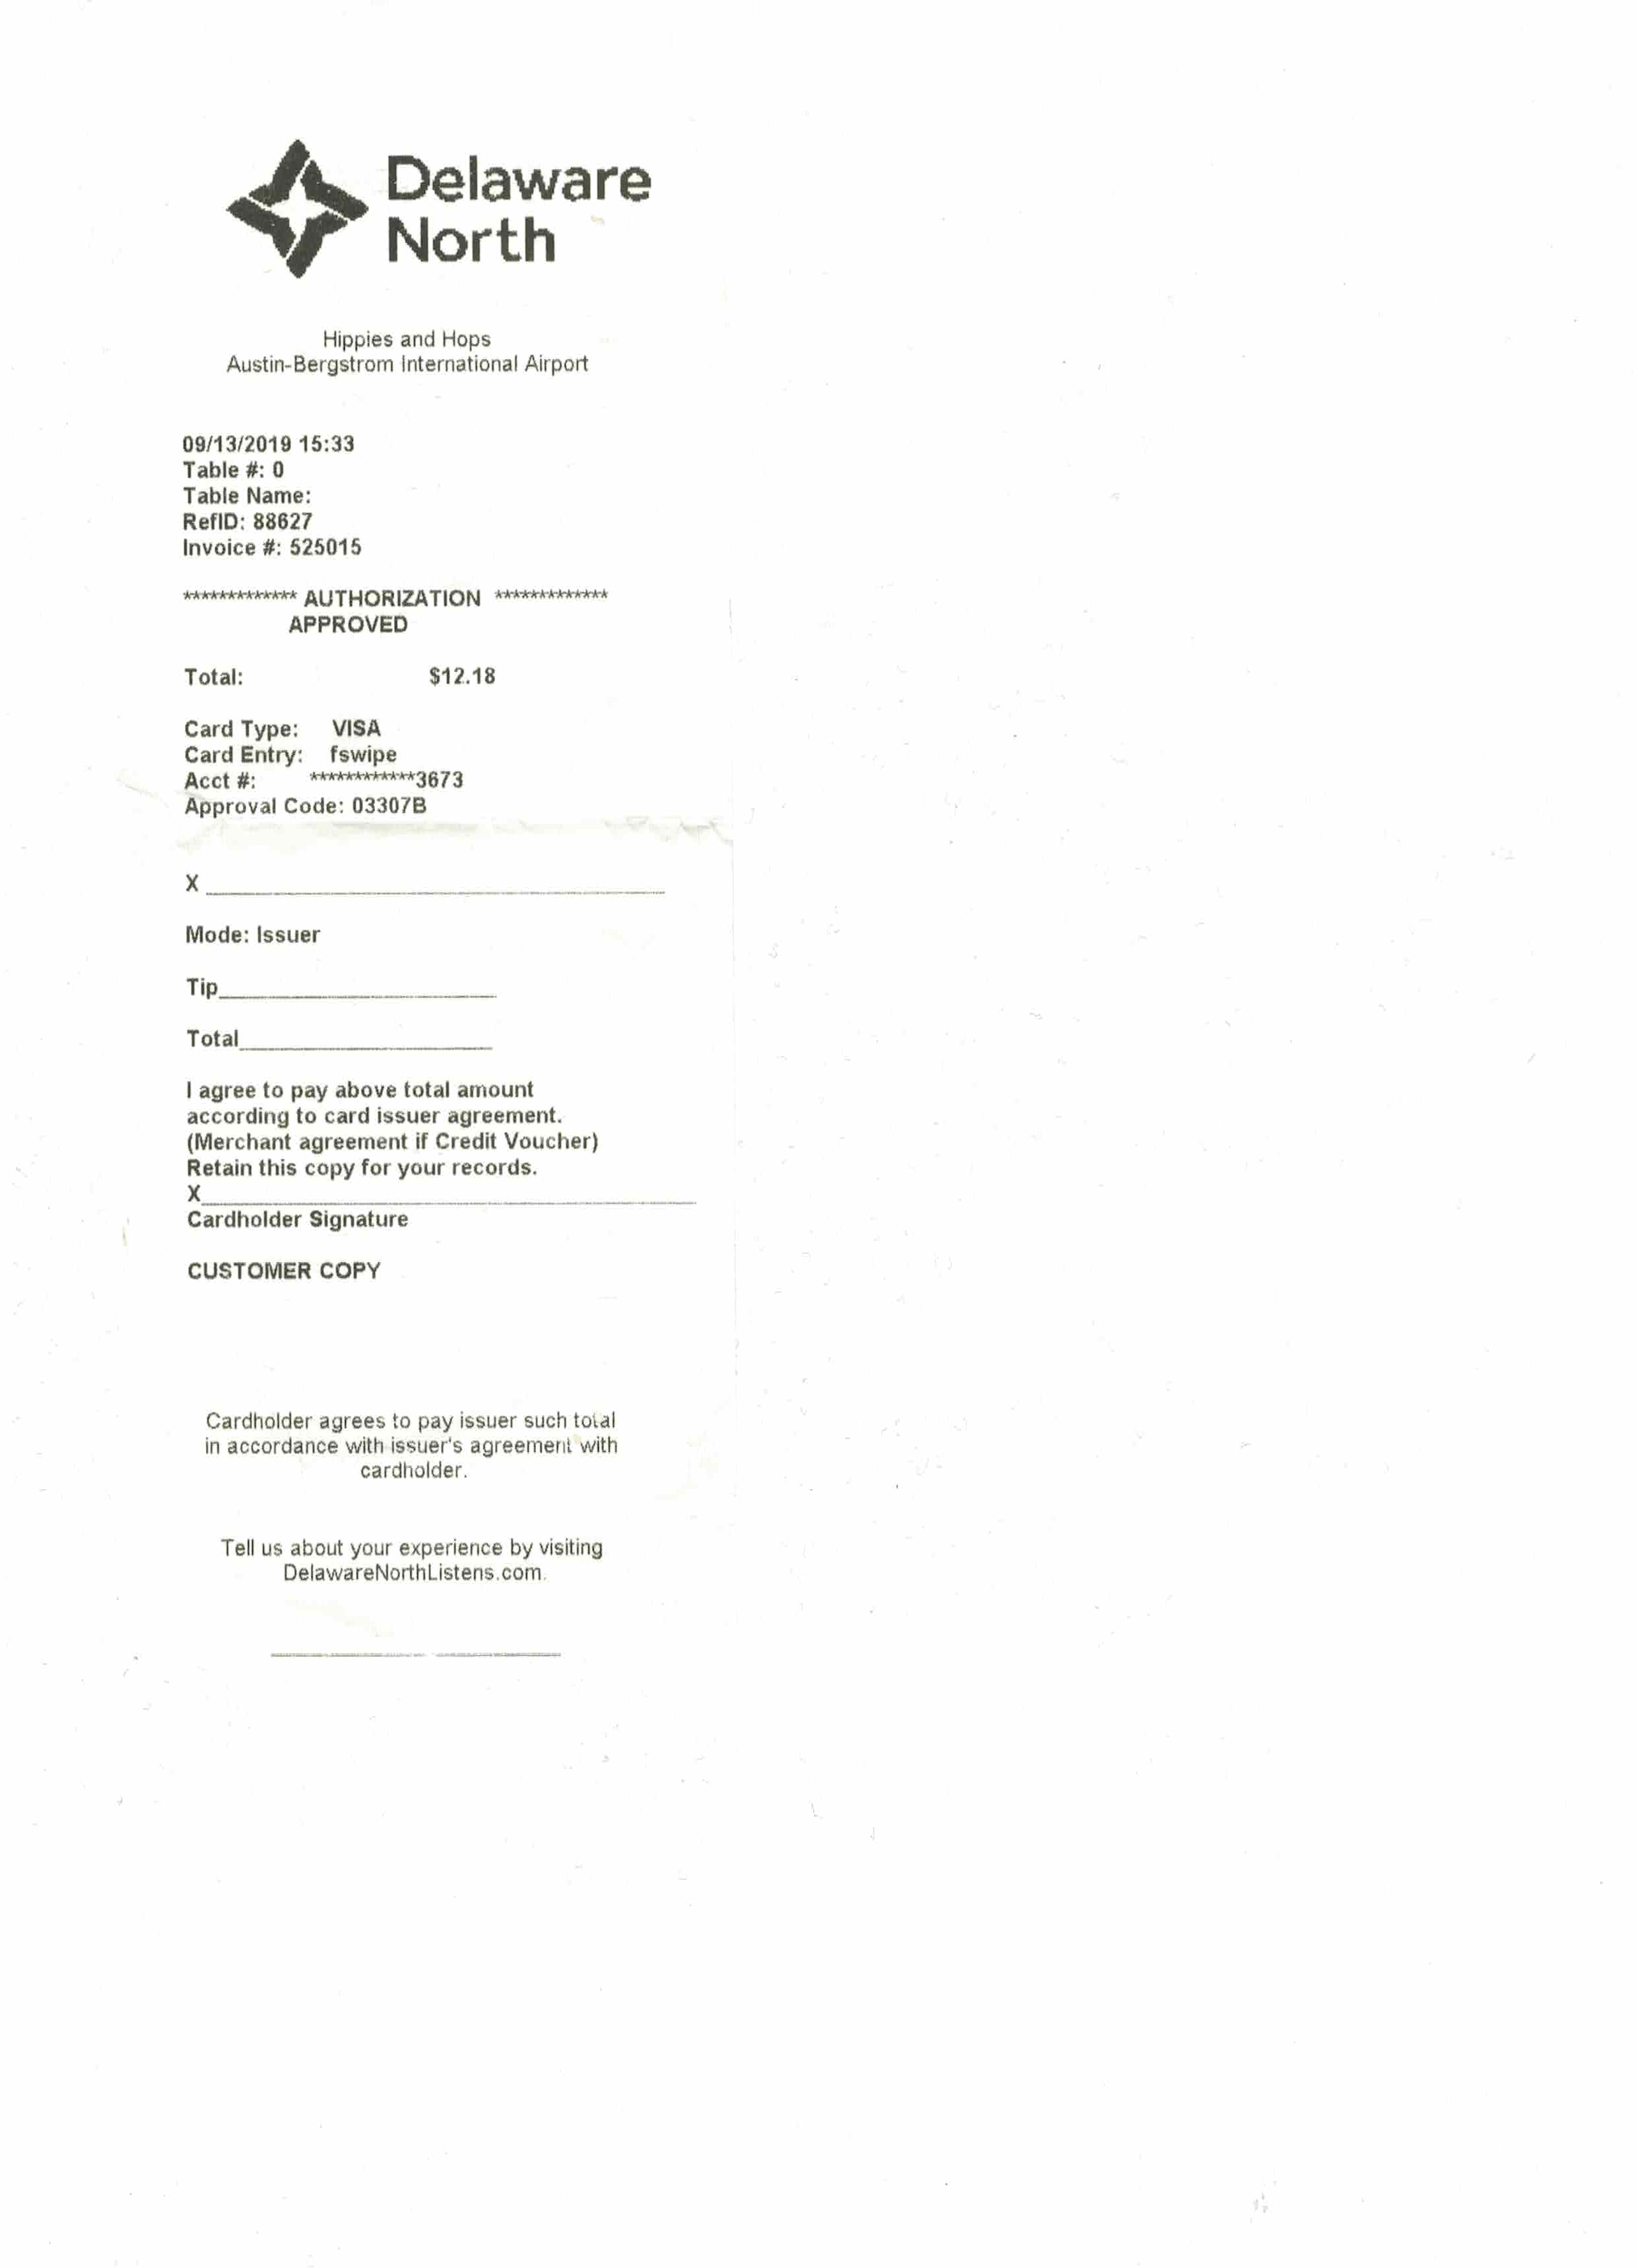 Delaware
North
Hippies and Hops
Austin-Bergstrom International Airport
09/13/2019 15:33
Table #: 0
Table Name:
RefID: 88627
Invoice #: 525015
************* AUTHORIZATION *************
APPROVED
Total: $12.18
Card Type: VISA
Card Entry: fswipe
Acct #: ************3673
Approval Code: 03307B
X
Mode: Issuer
Tip
Total
I agree to pay above total amount
according to card issuer agreement.
(Merchant agreement if Credit Voucher)
Retain this copy for your records.
X
Cardholder Signature
CUSTOMER COPY
Cardholder agrees to pay issuer such total
in accordance with issuer's agreement with
cardholder.
Tell us about your experience by visiting
DelawareNorthListens.com.